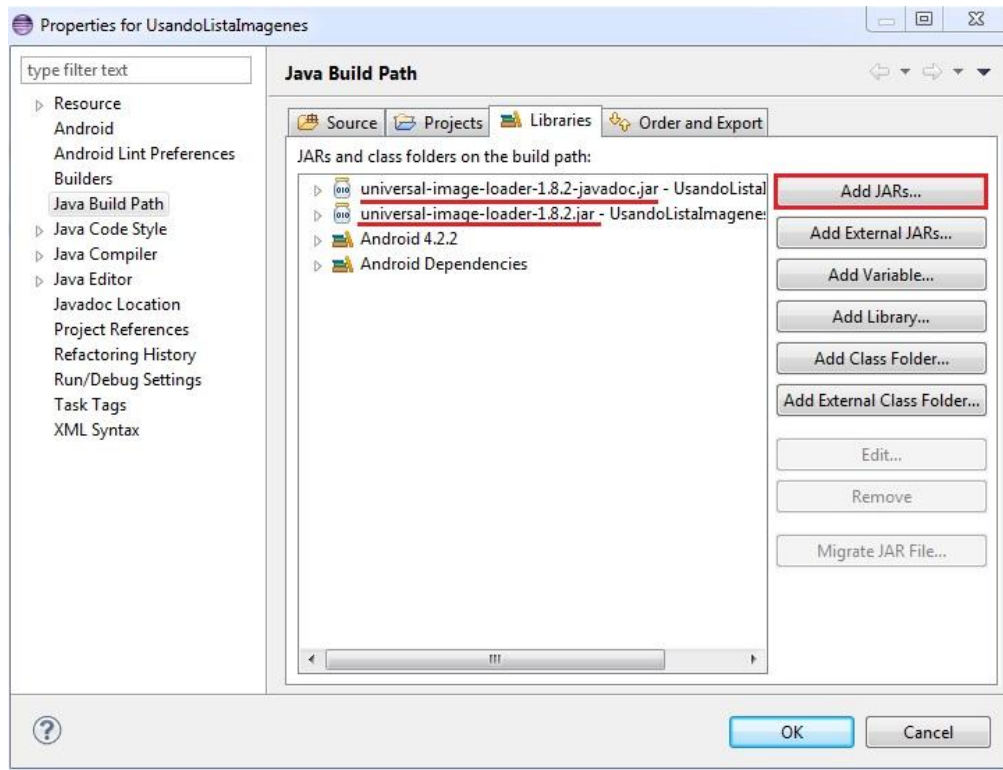 Properties for UsandoListaImagenes
type filter text
Resource
Android
Android Lint Preferences
Builders
Java Build Path
Java Code Style
Java Compiler
Java Editor
Javadoc Location
Project References
Refactoring History
Run/Debug Settings
Task Tags
XML Syntax
Java Build Path
Source Projects Libraries Order and Export
JARs and class folders on the build path:
universal-image-loader-1.8.2-javadoc.jar - UsandoListaI
universal-image-loader-1.8.2.jar - UsandoListaImagenes
Android 4.2.2
Android Dependencies
Add JARs...
Add External JARs...
Add Variable...
Add Library...
Add Class Folder...
Add External Class Folder...
Edit...
Remove
Migrate JAR File...
OK Cancel